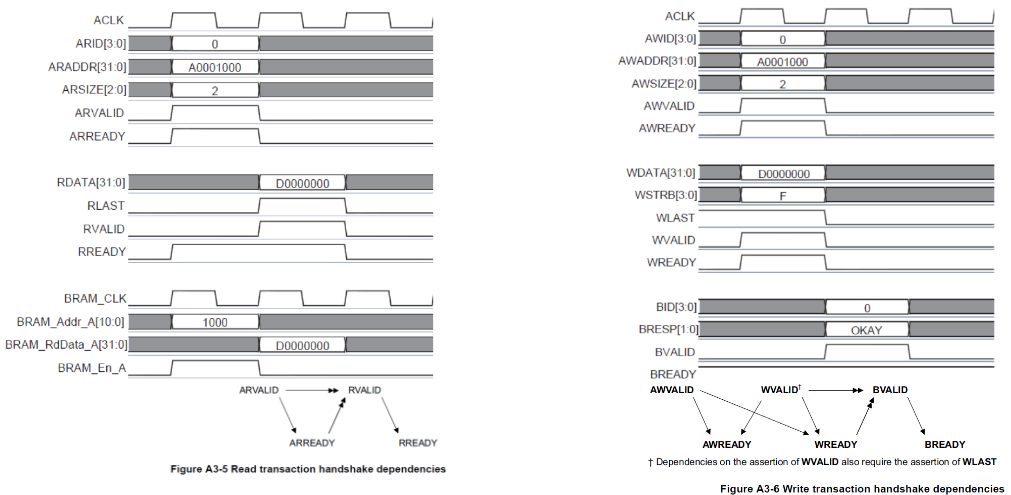 ACLK
ARID[3:0] 0
ARADDR[31:0] A0001000
ARSIZE[2:0] 2
ARVALID
ARREADY
RDATA[31:0] D0000000
RLAST
RVALID
RREADY
BRAM_CLK
BRAM_Addr_A[10:0] 1000
BRAM_RdData_A[31:0] D0000000
BRAM_En_A
ARVALID RVALID
ARREADY RREADY
Figure A3-5 Read transaction handshake dependencies
ACLK
AWID[3:0] 0
AWADDR[31:0] A0001000
AWSIZE[2:0] 2
AWVALID
AWREADY
WDATA[31:0] D0000000
WSTRB[3:0] F
WLAST
WVALID
WREADY
BID[3:0] 0
BRESP[1:0] OKAY
BVALID
BREADY
AWVALID WVALID† BVALID
AWREADY WREADY BREADY
† Dependencies on the assertion of WVALID also require the assertion of WLAST
Figure A3-6 Write transaction handshake dependencies